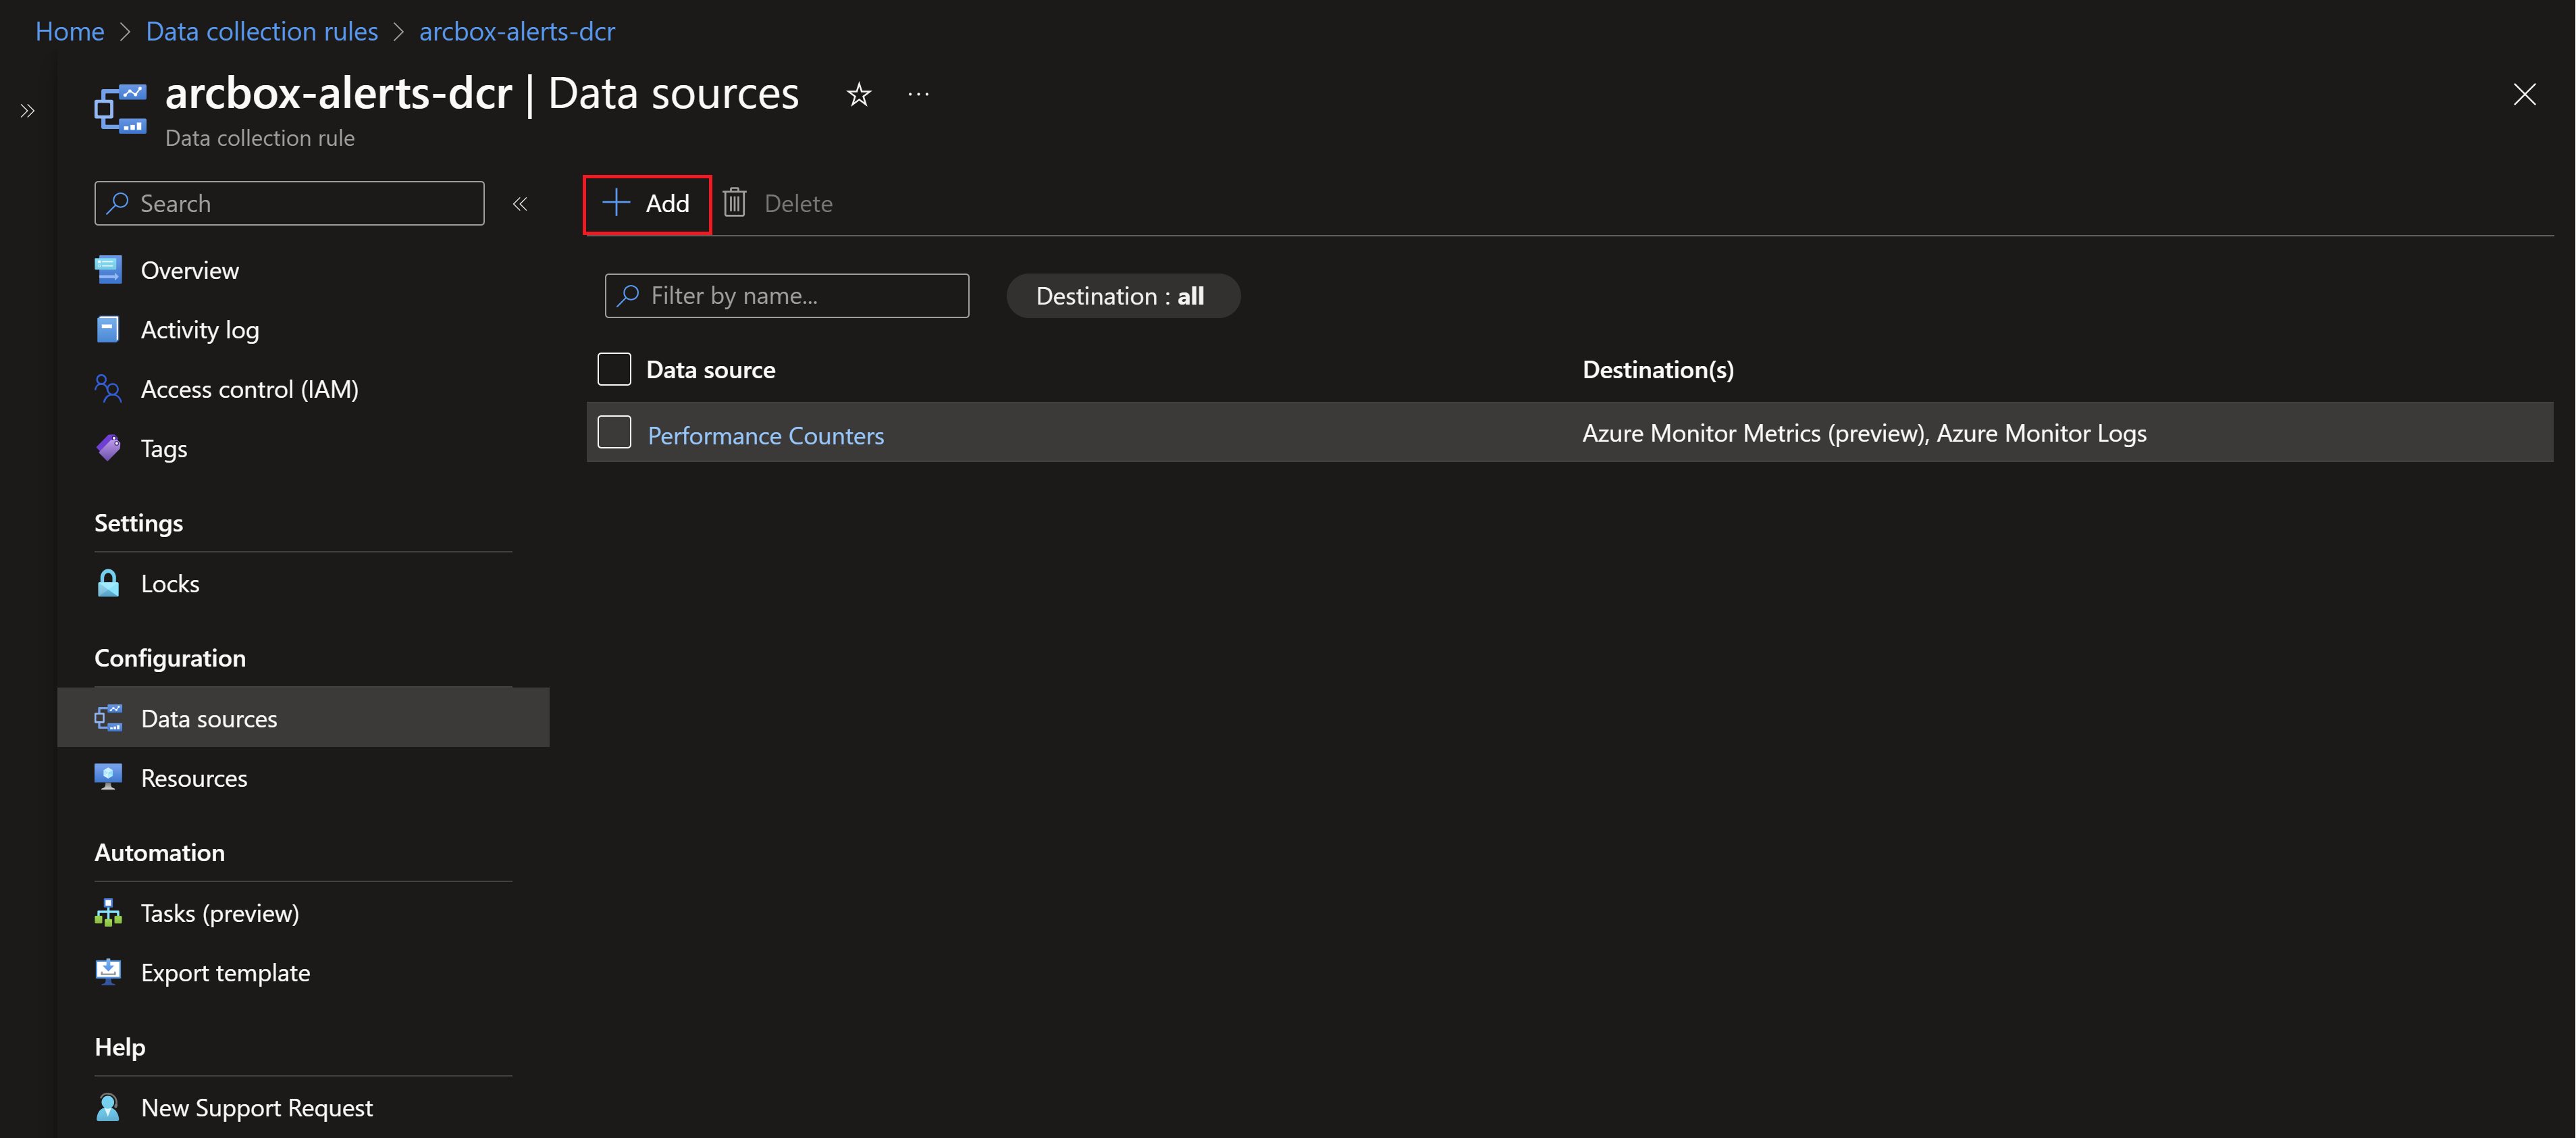 Home > Data collection rules > arcbox-alerts-dcr
arcbox-alerts-dcr | Data sources
Data collection rule
Search
Overview
Activity log
Access control (IAM)
Tags
Settings
Locks
Configuration
Data sources
Resources
Automation
Tasks (preview)
Export template
Help
New Support Request
Add Delete
Filter by name... Destination : all
Data source Destination(s)
Performance Counters Azure Monitor Metrics (preview), Azure Monitor Logs